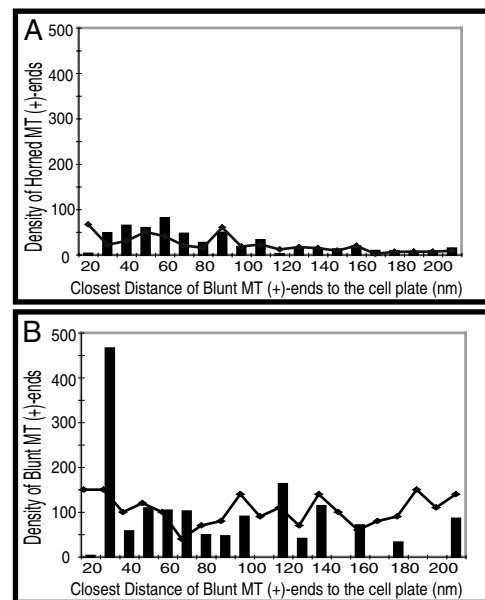 A
500
400
300
200
100
0
Density of Horned MT (+)-ends
20 40 60 80 100 120 140 160 180 200
Closest Distance of Blunt MT (+)-ends to the cell plate (nm)
B
500
400
300
200
100
0
Density of Blunt MT (+)-ends
20 40 60 80 100 120 140 160 180 200
Closest Distance of Blunt MT (+)-ends to the cell plate (nm)